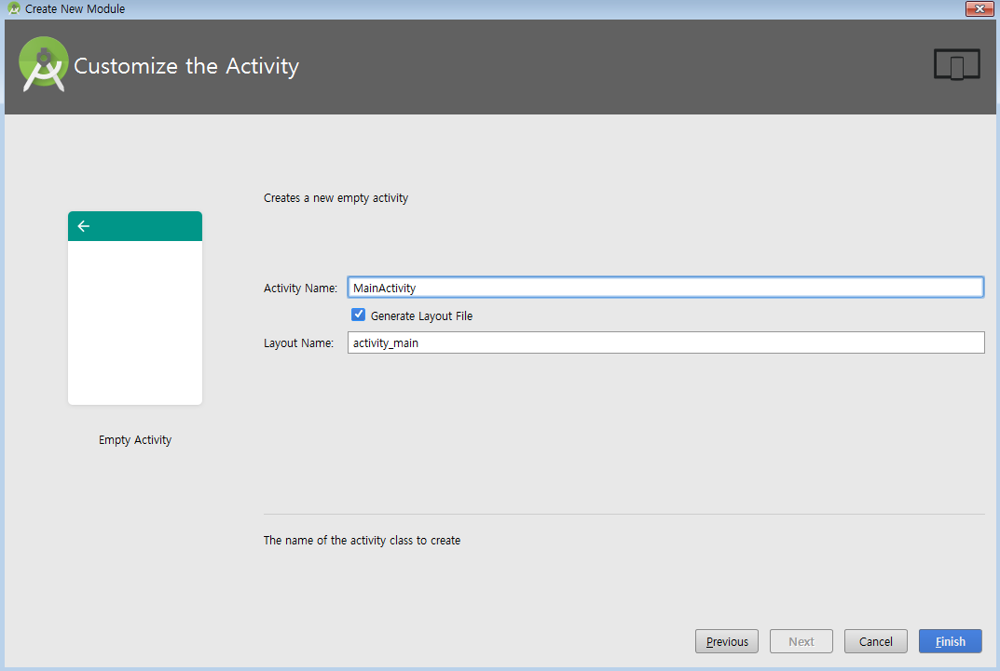 Create New Module
Customize the Activity
Creates a new empty activity
Activity Name: MainActivity
Generate Layout File
Layout Name: activity_main
Empty Activity
The name of the activity class to create
Previous Next Cancel Finish